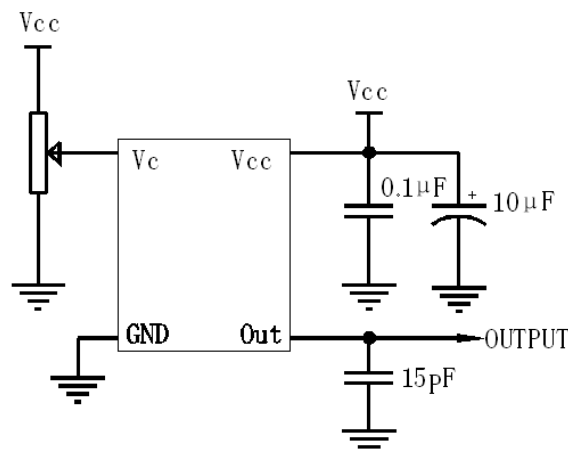 Vcc
Vcc
Vc
Vcc
0.1μF
+
10μF
GND
Out
OUTPUT
15pF